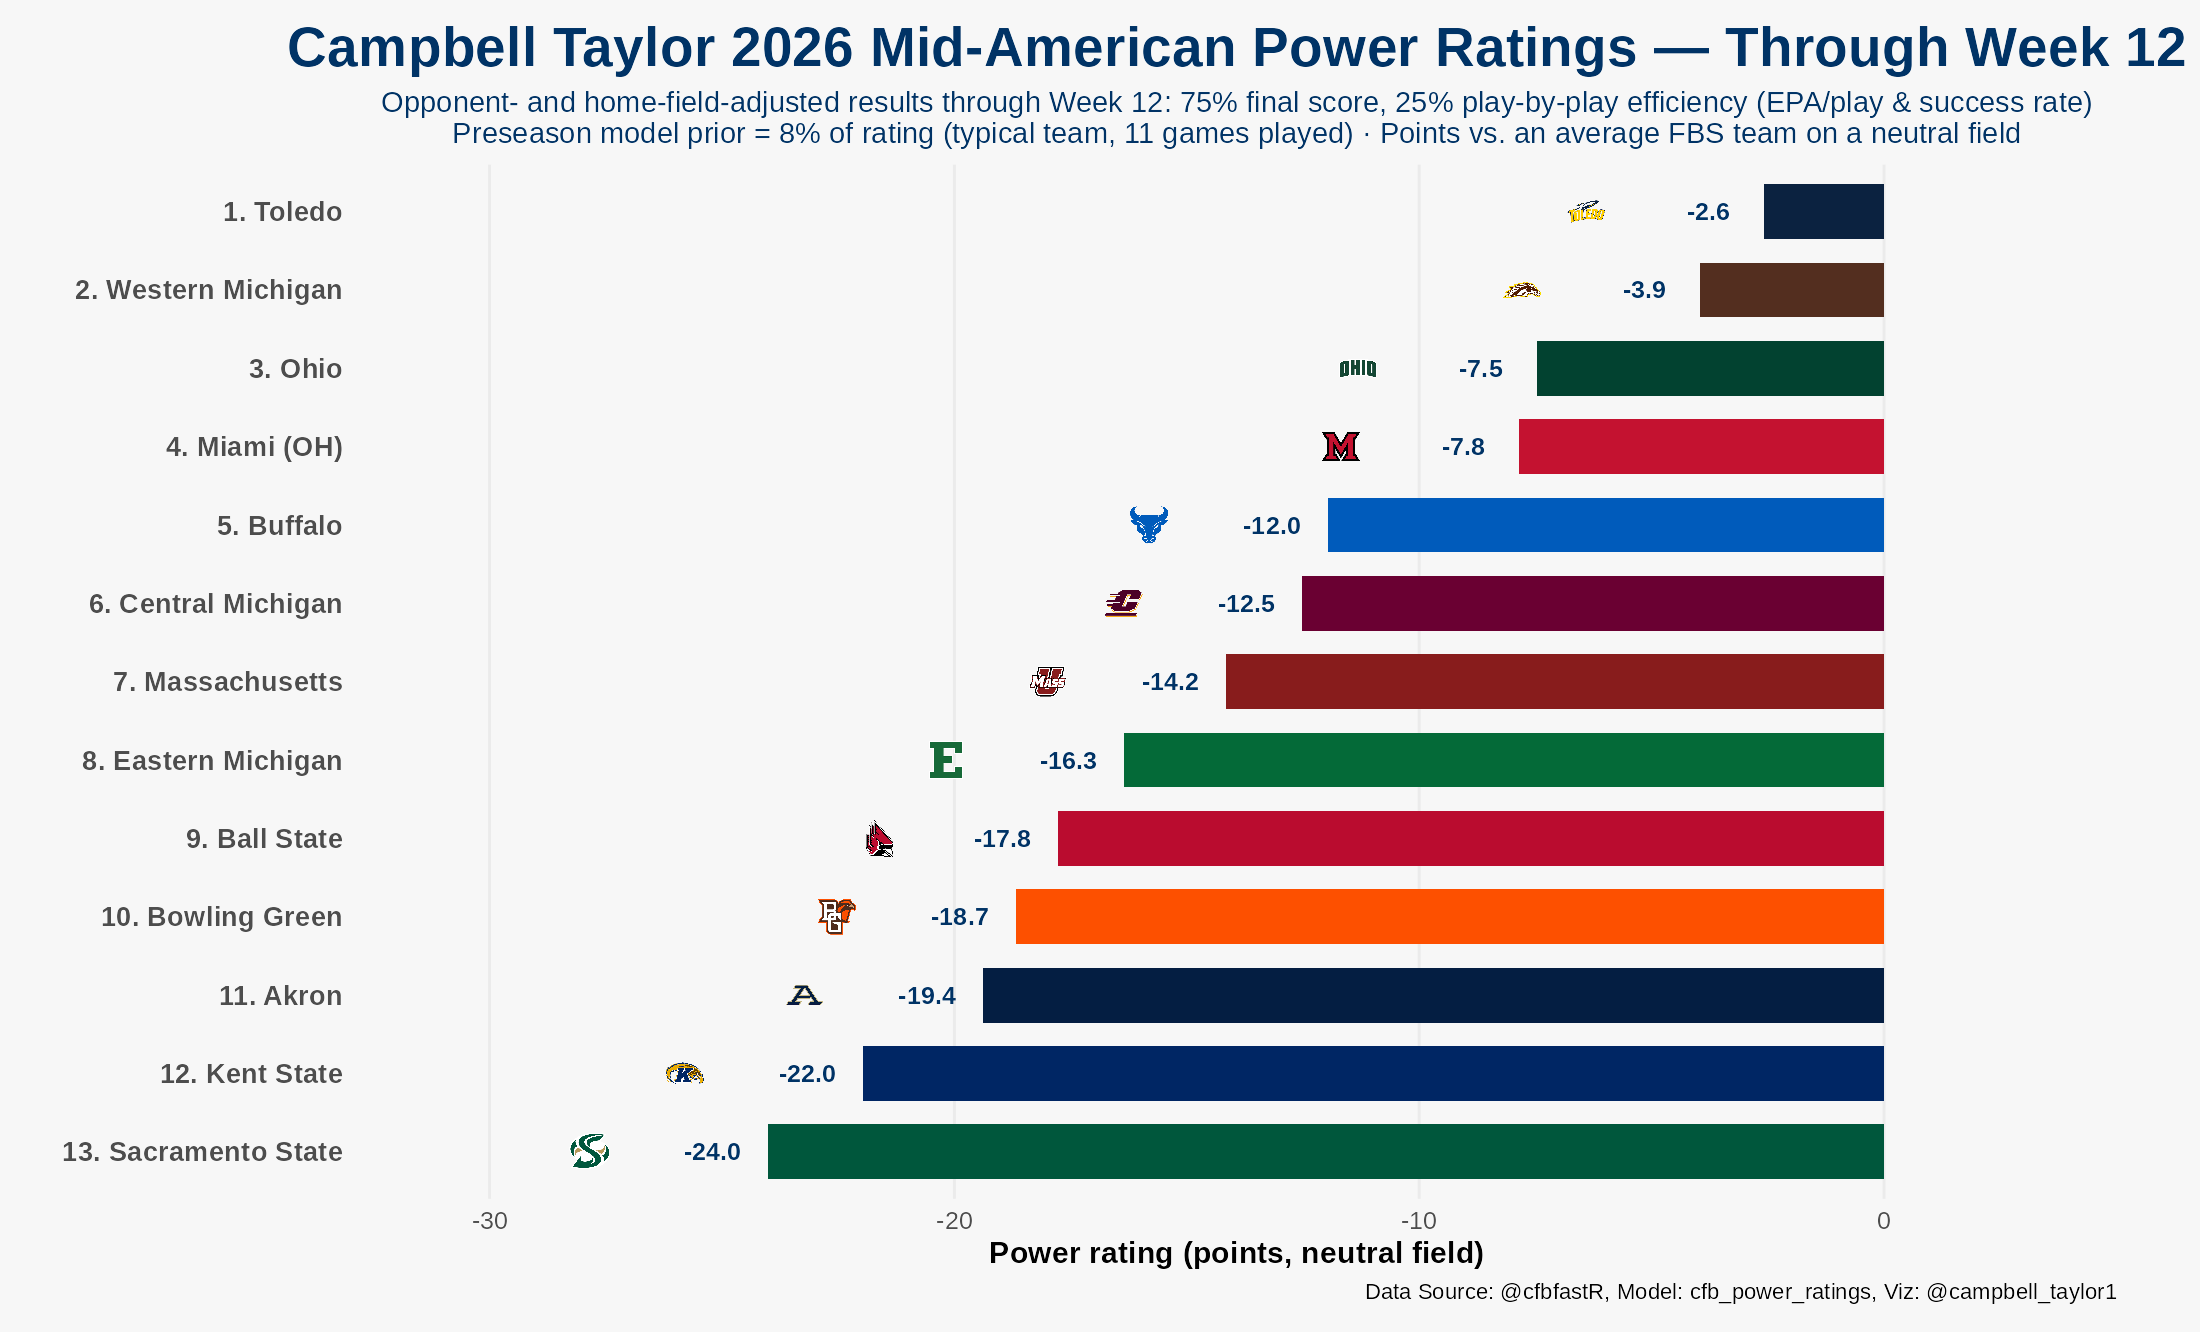 Campbell Taylor 2026 Mid-American Power Ratings — Through Week 12
Opponent- and home-field-adjusted results through Week 12: 75% final score, 25% play-by-play efficiency (EPA/play & success rate)
Preseason model prior = 8% of rating (typical team, 11 games played) · Points vs. an average FBS team on a neutral field
1. Toledo TOLEDO -2.6
2. Western Michigan -3.9
3. Ohio OHIO -7.5
4. Miami (OH) M -7.8
5. Buffalo -12.0
6. Central Michigan C -12.5
7. Massachusetts U MASS -14.2
8. Eastern Michigan E -16.3
9. Ball State -17.8
10. Bowling Green BG -18.7
11. Akron A -19.4
12. Kent State K -22.0
13. Sacramento State S -24.0
-30 -20 -10 0
Power rating (points, neutral field)
Data Source: @cfbfastR, Model: cfb_power_ratings, Viz: @campbell_taylor1